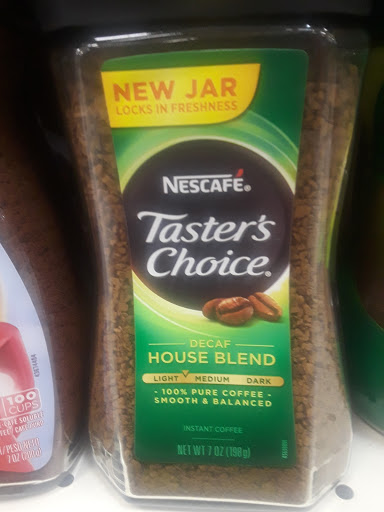 NEW JAR
LOCKS IN FRESHNESS
NESCAFÉ®
Taster's
Choice®
DECAF
HOUSE BLEND
LIGHT MEDIUM DARK
- 100% PURE COFFEE -
SMOOTH & BALANCED
INSTANT COFFEE
NET WT 7 OZ (198g)
100
CUPS